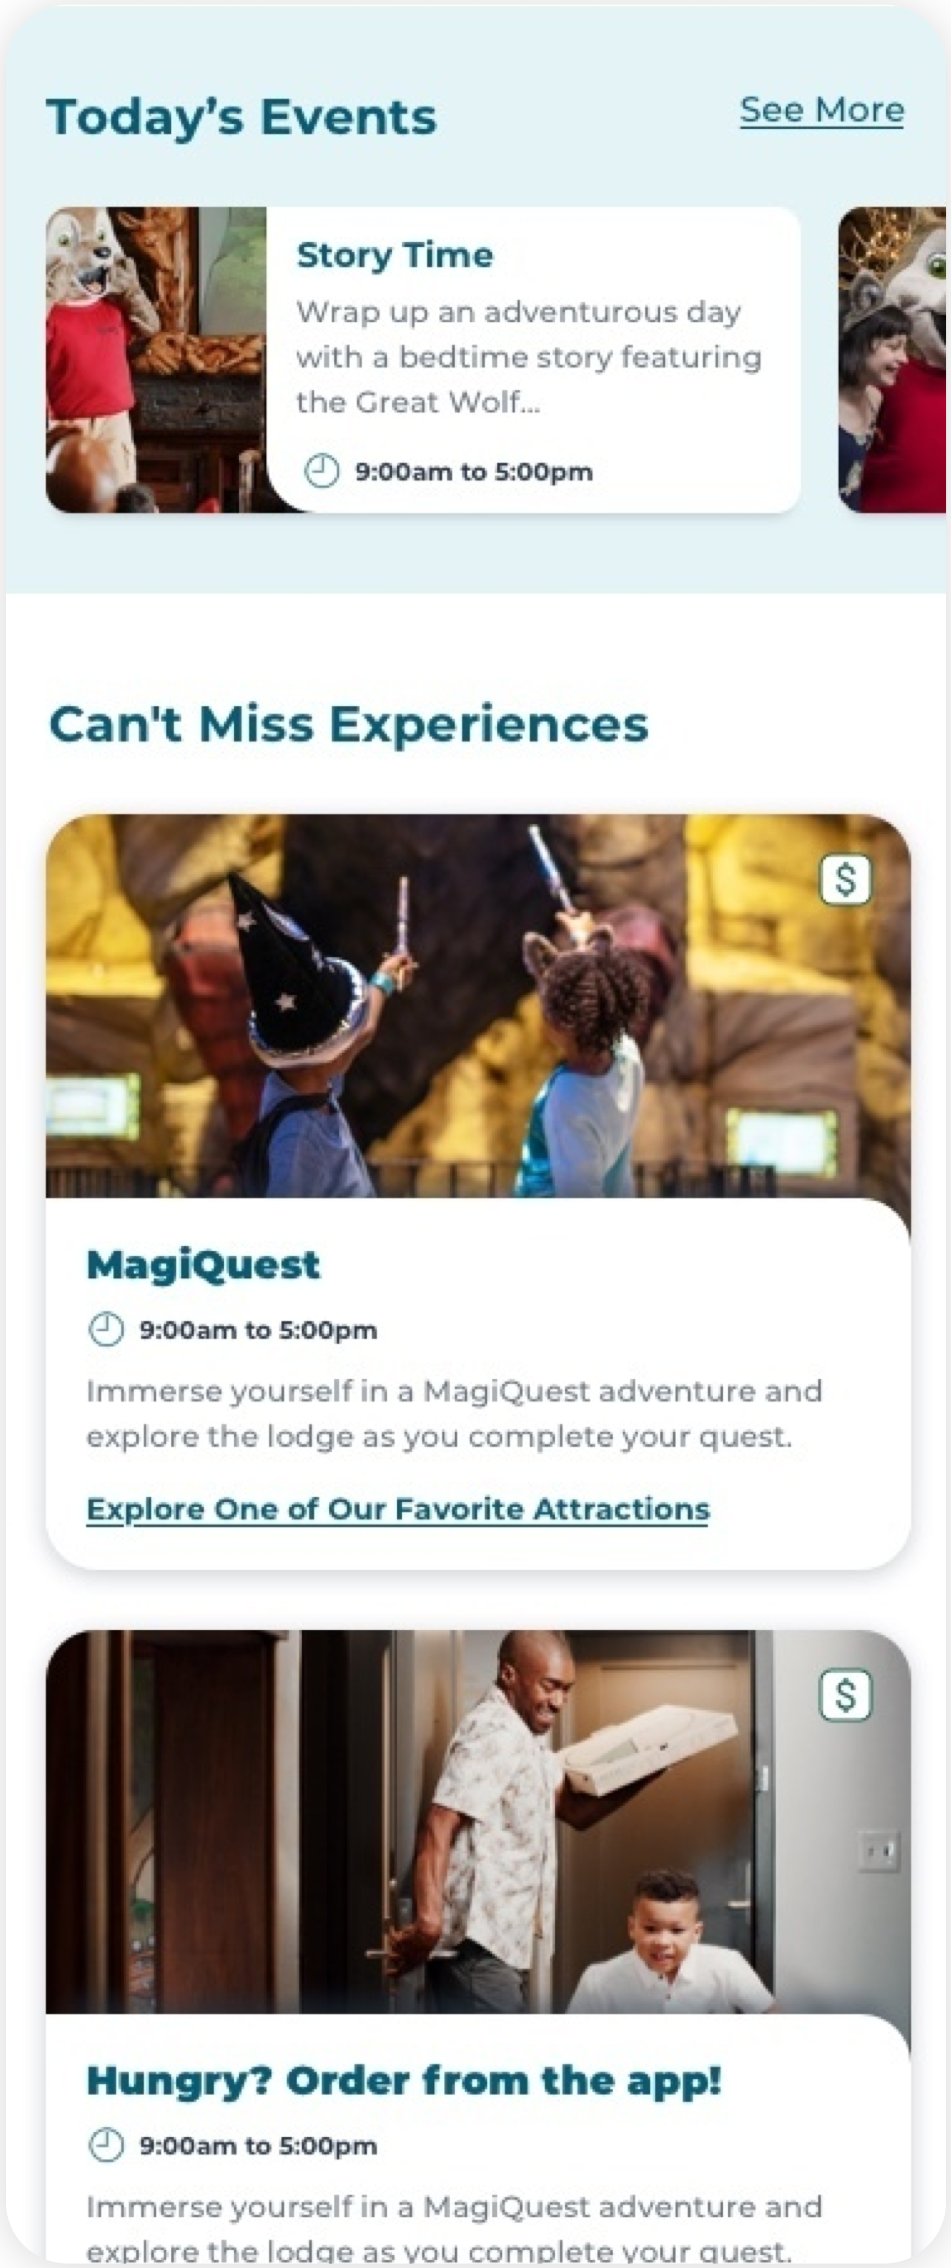 Today’s Events
See More
Story Time
Wrap up an adventurous day
with a bedtime story featuring
the Great Wolf...
9:00am to 5:00pm
Can't Miss Experiences
$
MagiQuest
9:00am to 5:00pm
Immerse yourself in a MagiQuest adventure and
explore the lodge as you complete your quest.
Explore One of Our Favorite Attractions
$
Hungry? Order from the app!
9:00am to 5:00pm
Immerse yourself in a MagiQuest adventure and
explore the lodge as you complete your quest.